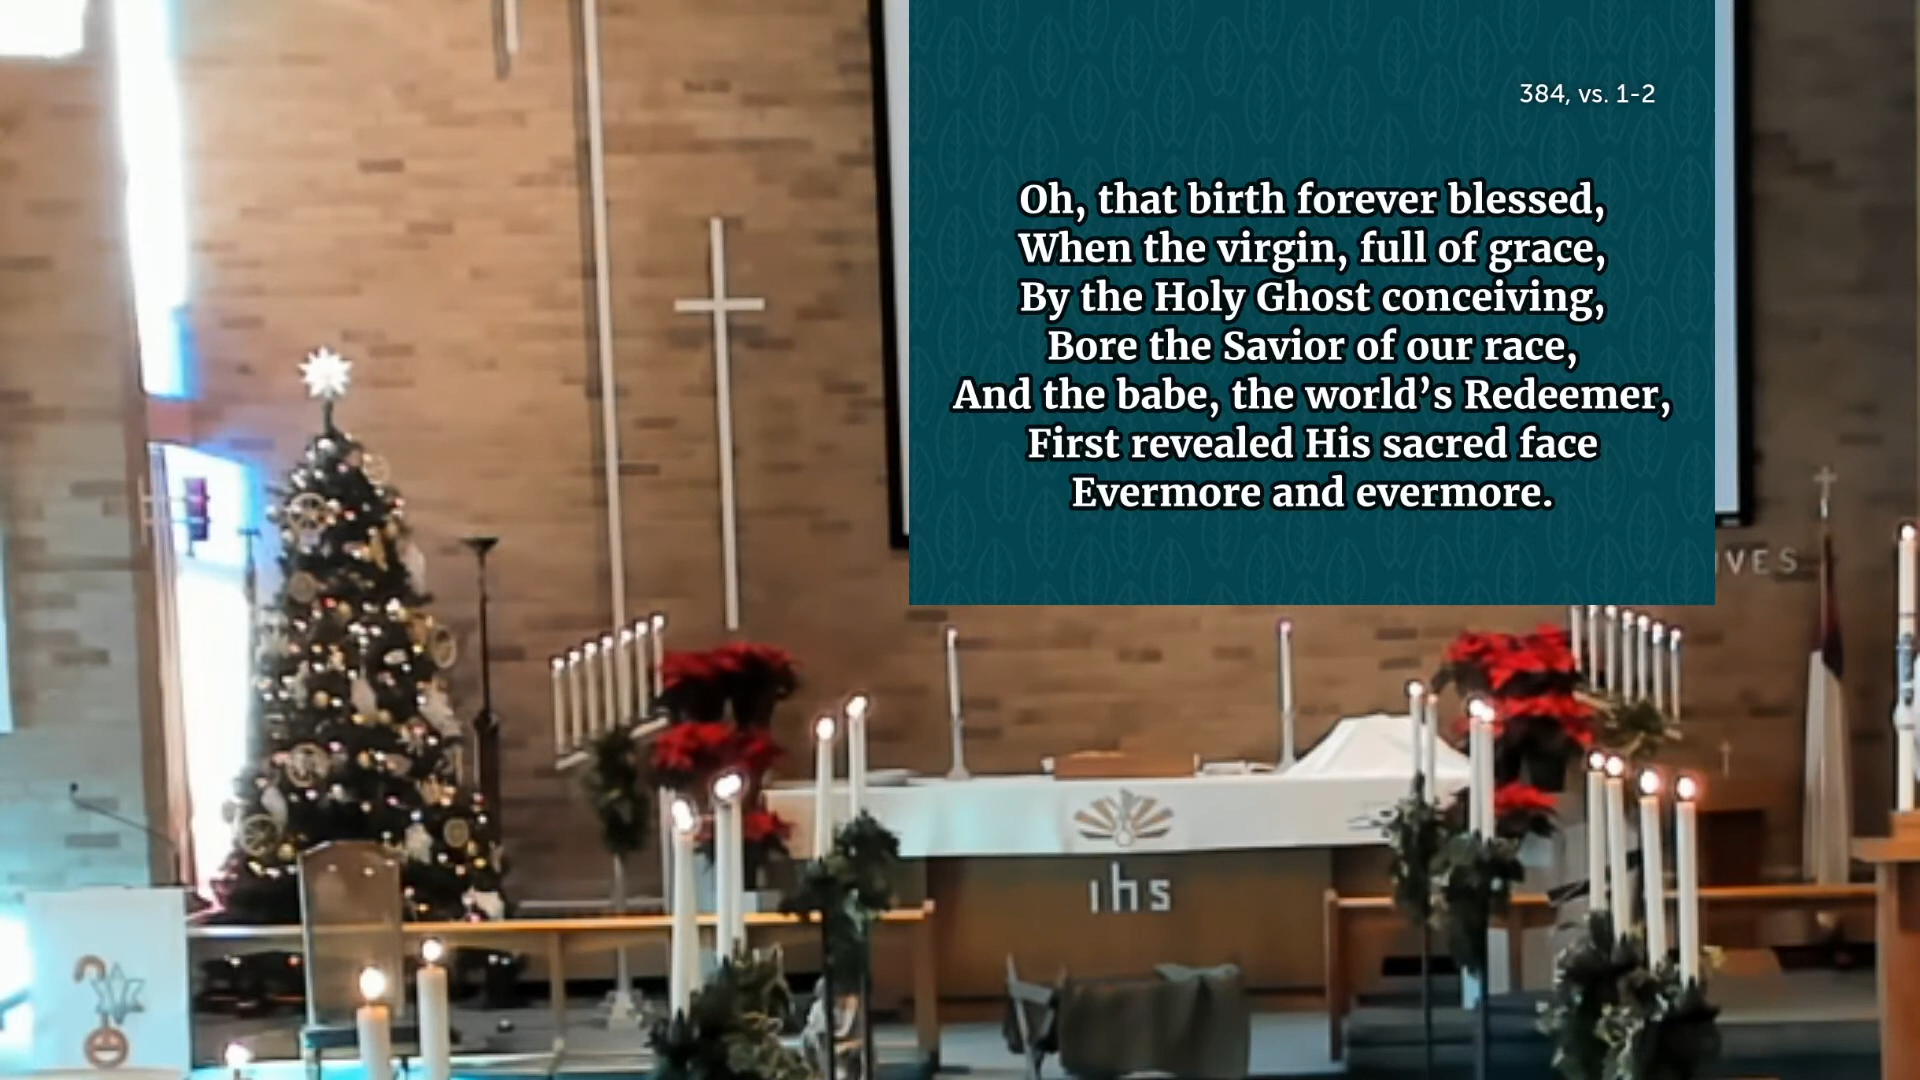 384, vs. 1-2
Oh, that birth forever blessed,
When the virgin, full of grace,
By the Holy Ghost conceiving,
Bore the Savior of our race,
And the babe, the world’s Redeemer,
First revealed His sacred face
Evermore and evermore.
IVES
ihs